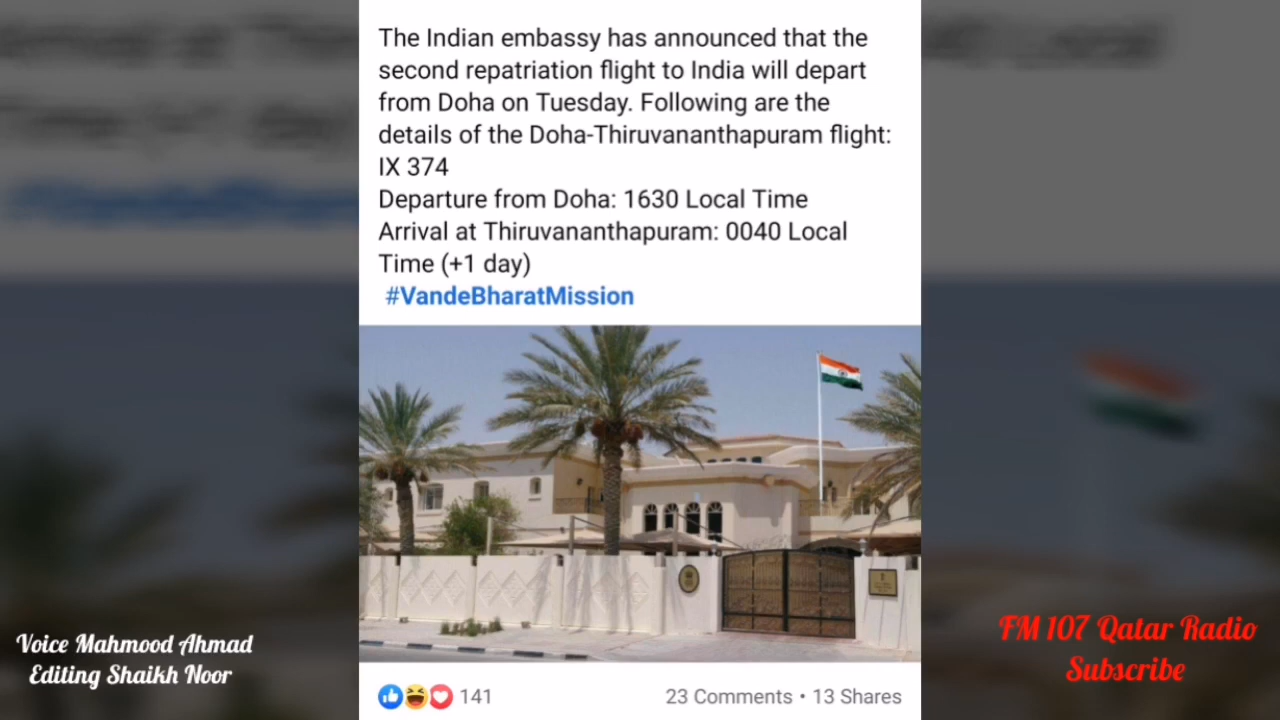 The Indian embassy has announced that the
second repatriation flight to India will depart
from Doha on Tuesday. Following are the
details of the Doha-Thiruvananthapuram flight:
IX 374
Departure from Doha: 1630 Local Time
Arrival at Thiruvananthapuram: 0040 Local
Time (+1 day)
#VandeBharatMission
Voice Mahmood Ahmad
Editing Shaikh Noor
FM 107 Qatar Radio
Subscribe
141
23 Comments • 13 Shares